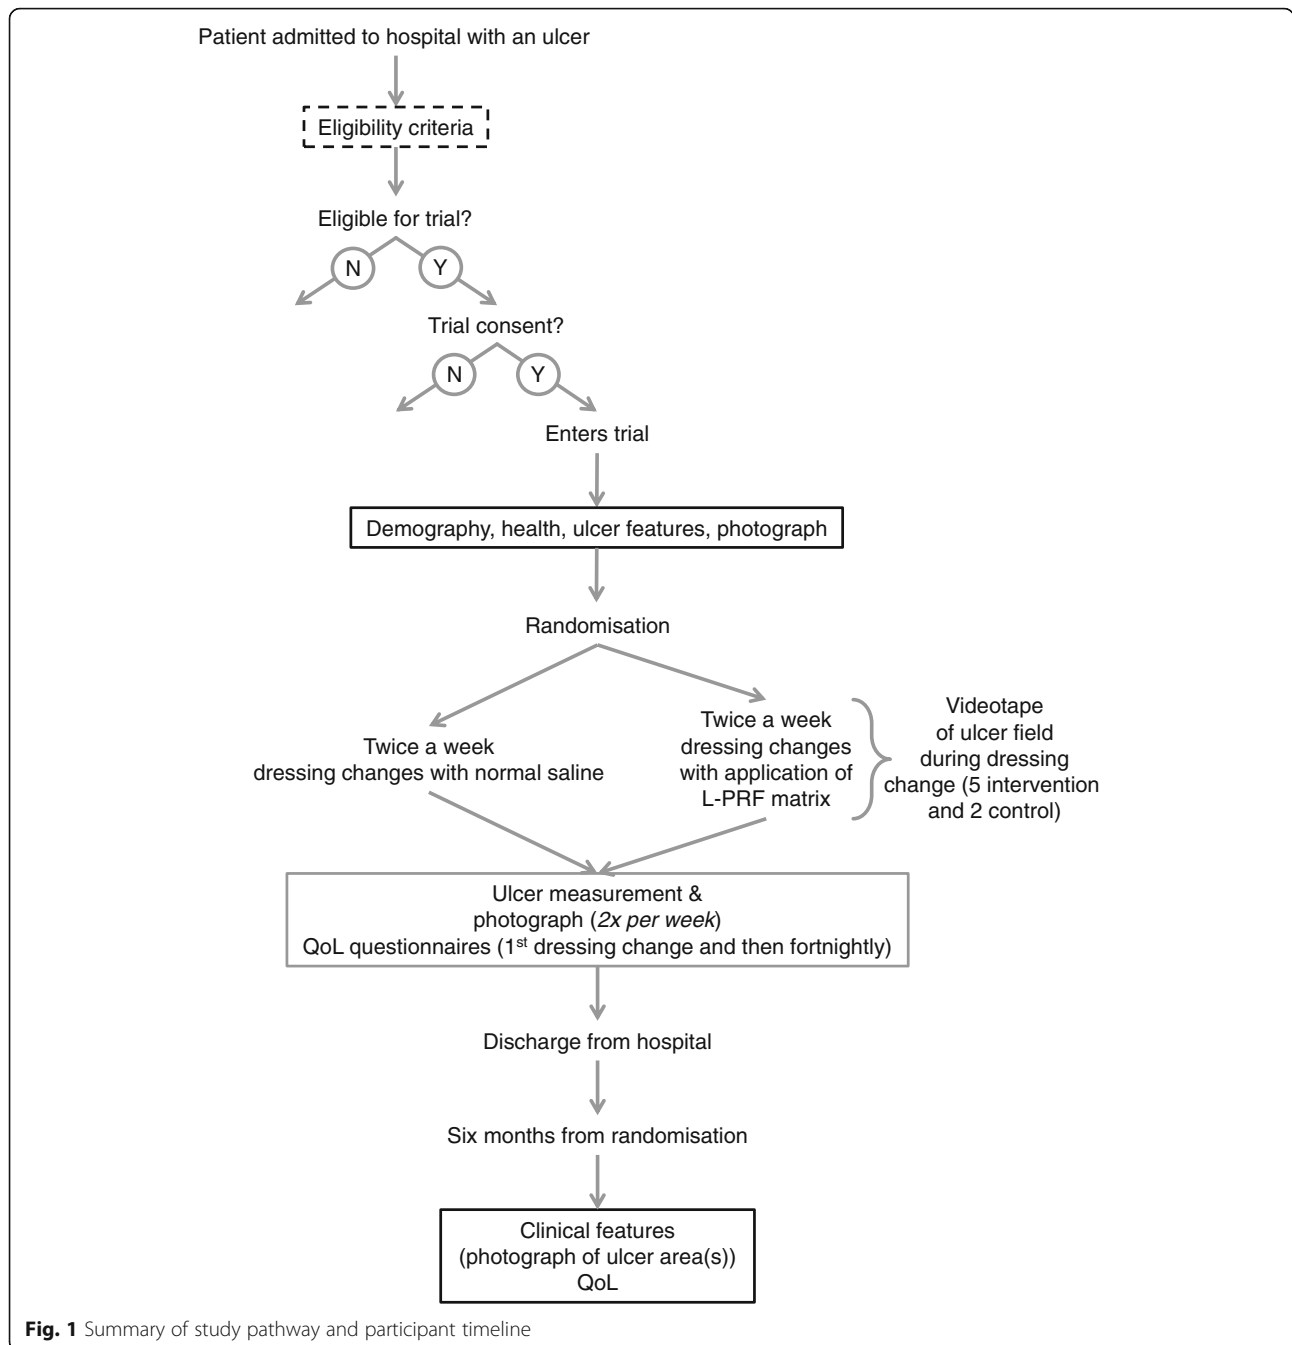 Patient admitted to hospital with an ulcer
Eligibility criteria
Eligible for trial?
N
Y
Trial consent?
N
Y
Enters trial
Demography, health, ulcer features, photograph
Randomisation
Twice a week
dressing changes with normal saline
Twice a week
dressing changes
with application of
L-PRF matrix
Videotape
of ulcer field
during dressing
change (5 intervention
and 2 control)
Ulcer measurement &
photograph (2x per week)
QoL questionnaires (1st dressing change and then fortnightly)
Discharge from hospital
Six months from randomisation
Clinical features
(photograph of ulcer area(s))
QoL
Fig. 1 Summary of study pathway and participant timeline